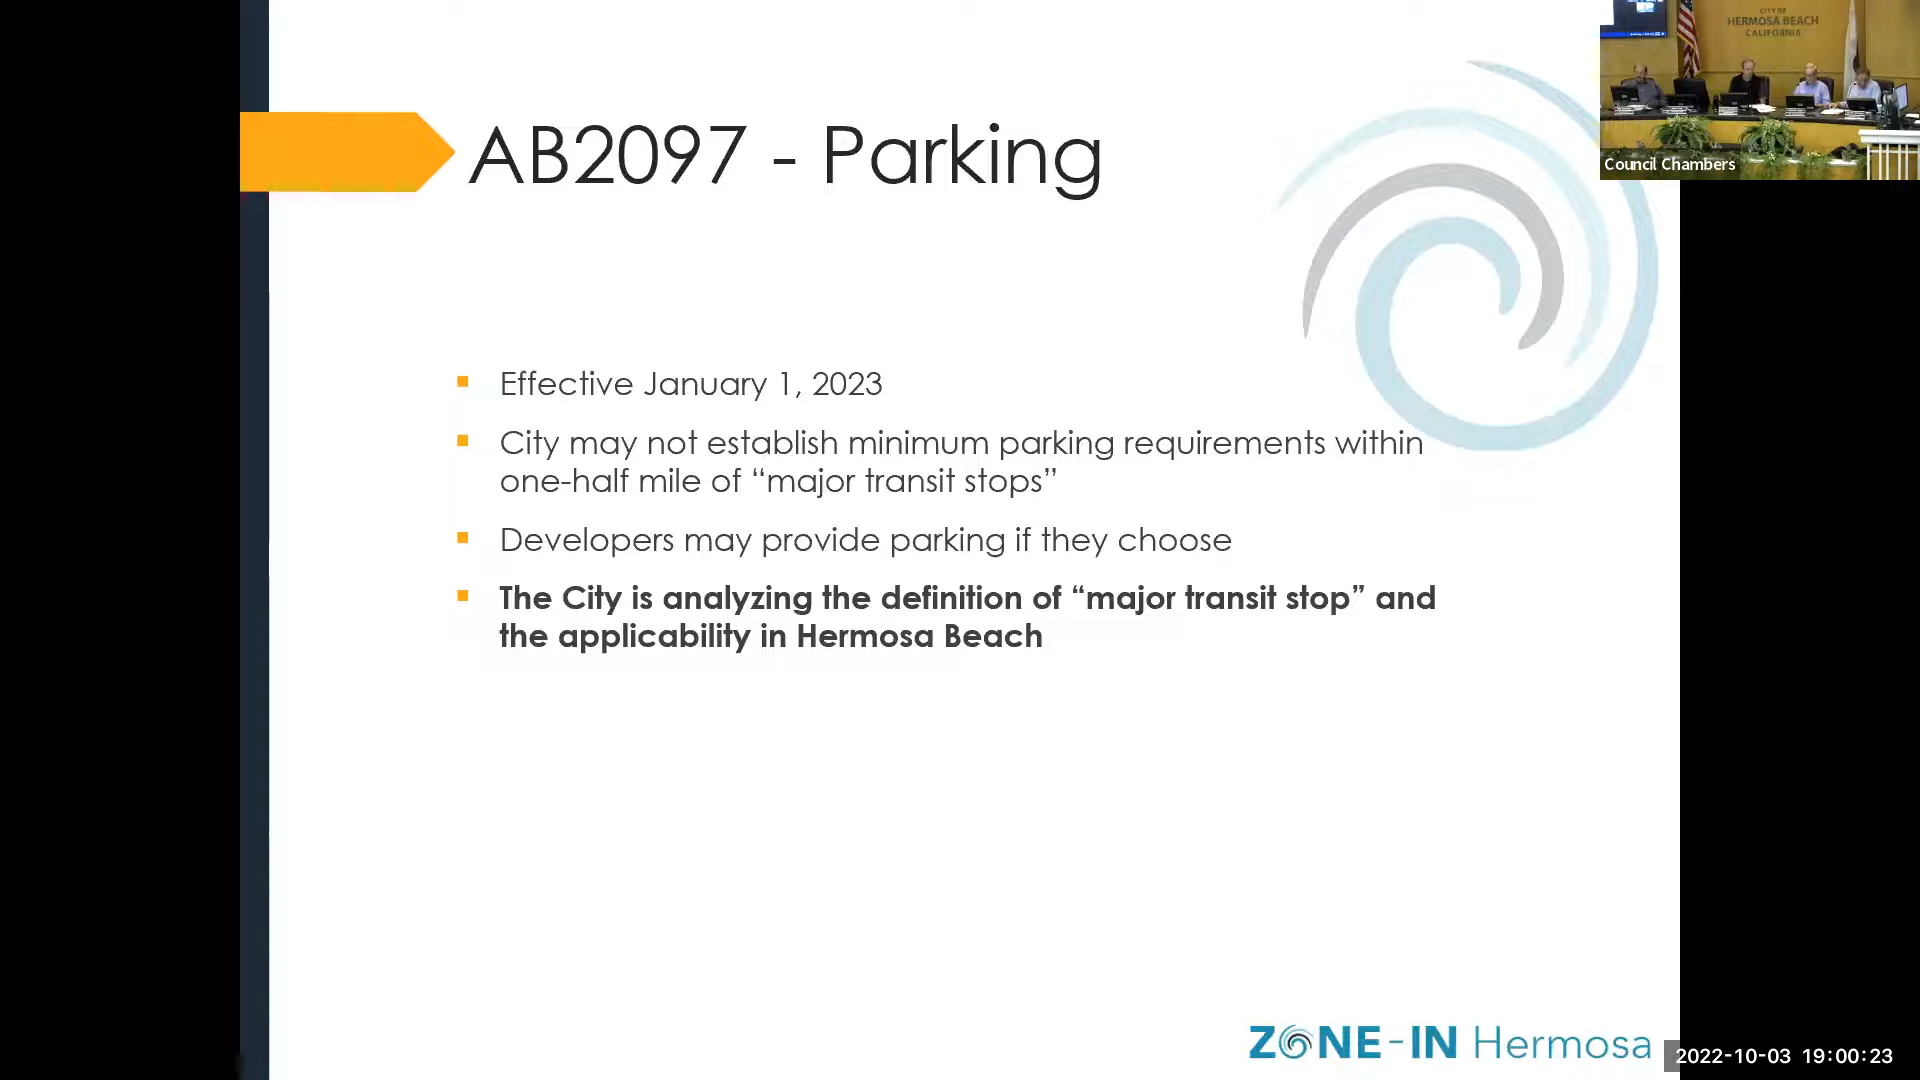 AB2097 - Parking
CITY OF
HERMOSA BEACH
CALIFORNIA
Council Chambers
Effective January 1, 2023
City may not establish minimum parking requirements within
one-half mile of “major transit stops”
Developers may provide parking if they choose
The City is analyzing the definition of “major transit stop” and
the applicability in Hermosa Beach
ZONE-IN Hermosa
2022-10-03 19:00:23